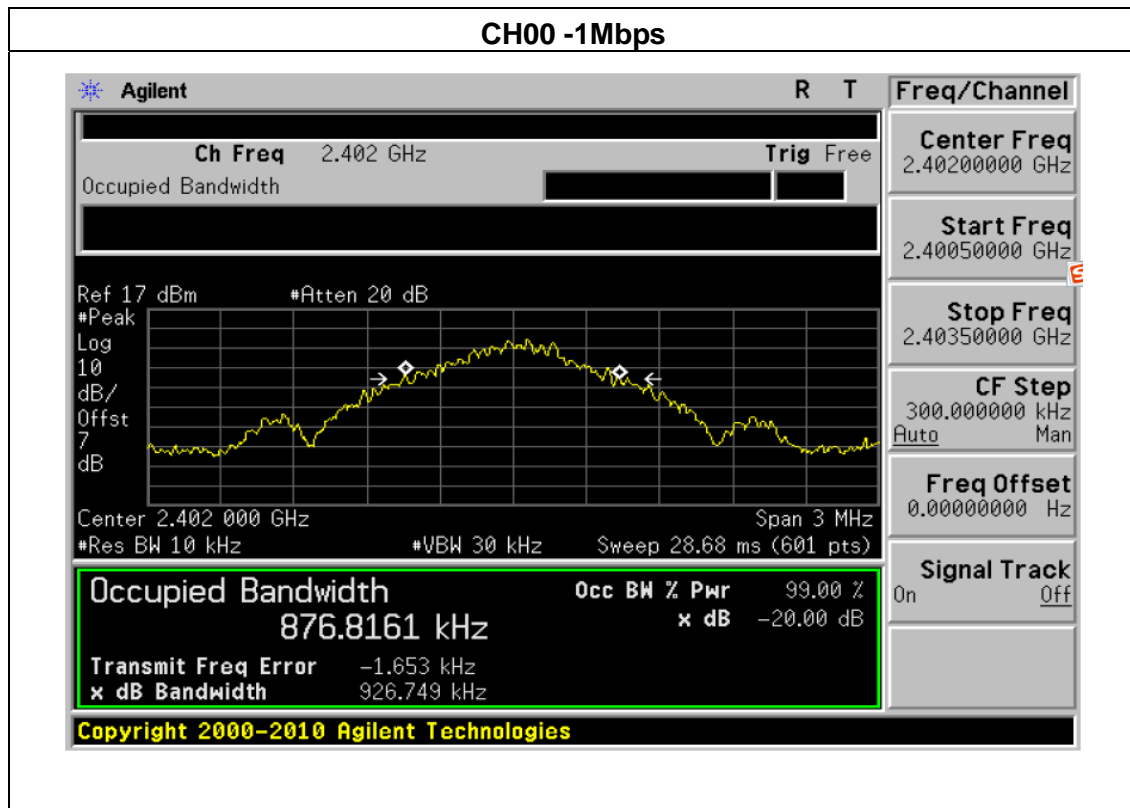 CH00 -1Mbps
Agilent R T Freq/Channel
Ch Freq 2.402 GHz Trig Free
Occupied Bandwidth
Center Freq
2.40200000 GHz
Start Freq
2.40050000 GHz
Stop Freq
2.40350000 GHz
CF Step
300.000000 kHz
Auto Man
Freq Offset
0.00000000 Hz
Signal Track
On Off
Ref 17 dBm #Atten 20 dB
#Peak
Log
10
dB/
Offst
7
dB
Center 2.402 000 GHz Span 3 MHz
#Res BW 10 kHz #VBW 30 kHz Sweep 28.68 ms (601 pts)
Occupied Bandwidth Occ BW % Pwr 99.00 %
876.8161 kHz x dB -20.00 dB
Transmit Freq Error -1.653 kHz
x dB Bandwidth 926.749 kHz
Copyright 2000-2010 Agilent Technologies